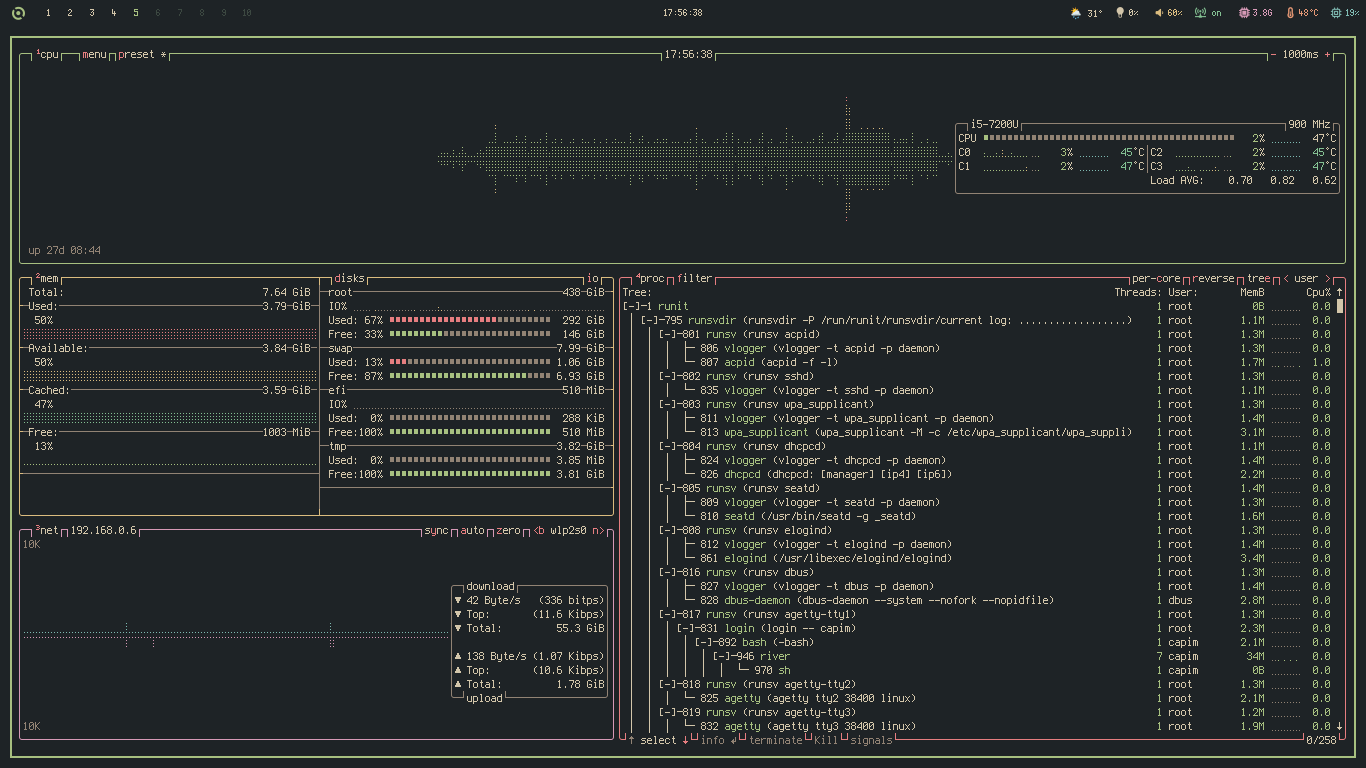 1 2 3 4 5 6 7 8 9 10 17:56:38 31° 0% 60% on 3.8G 48°C 19%
¹cpu menu preset * 17:56:38 - 1000ms +
i5-7200U 900 MHz
CPU 2% 47°C
C0 3% 45°C C2 2% 45°C
C1 2% 47°C C3 2% 47°C
Load AVG: 0.70 0.82 0.62
up 27d 08:44
²mem
Total: 7.64 GiB
Used: 3.79 GiB
50%
Available: 3.84 GiB
50%
Cached: 3.59 GiB
47%
Free: 1003 MiB
13%
disks io
root 438 GiB
IO%
Used: 67% 292 GiB
Free: 33% 146 GiB
swap 7.99 GiB
Used: 13% 1.06 GiB
Free: 87% 6.93 GiB
efi 510 MiB
IO%
Used: 0% 288 KiB
Free:100% 510 MiB
tmp 3.82 GiB
Used: 0% 3.85 MiB
Free:100% 3.81 GiB
³net 192.168.0.6 sync auto zero <b wlp2s0 n>
10K
download
▼ 42 Byte/s (336 bitps)
▼ Top: (11.6 Kibps)
▼ Total: 55.3 GiB
▲ 138 Byte/s (1.07 Kibps)
▲ Top: (10.6 Kibps)
▲ Total: 1.78 GiB
upload
10K
⁴proc filter per-core reverse tree < user >
Tree: Threads: User: MemB Cpu% ↑
[-]-1 runit 1 root 0B 0.0
[-]-795 runsvdir (runsvdir -P /run/runit/runsvdir/current log: ..................) 1 root 1.1M 0.0
[-]-801 runsv (runsv acpid) 1 root 1.3M 0.0
806 vlogger (vlogger -t acpid -p daemon) 1 root 1.3M 0.0
807 acpid (acpid -f -l) 1 root 1.7M 1.0
[-]-802 runsv (runsv sshd) 1 root 1.3M 0.0
835 vlogger (vlogger -t sshd -p daemon) 1 root 1.1M 0.0
[-]-803 runsv (runsv wpa_supplicant) 1 root 1.3M 0.0
811 vlogger (vlogger -t wpa_supplicant -p daemon) 1 root 1.4M 0.0
813 wpa_supplicant (wpa_supplicant -M -c /etc/wpa_supplicant/wpa_suppli) 1 root 3.1M 0.0
[-]-804 runsv (runsv dhcpcd) 1 root 1.1M 0.0
824 vlogger (vlogger -t dhcpcd -p daemon) 1 root 1.4M 0.0
826 dhcpcd (dhcpcd: [manager] [ip4] [ip6]) 1 root 2.2M 0.0
[-]-805 runsv (runsv seatd) 1 root 1.4M 0.0
809 vlogger (vlogger -t seatd -p daemon) 1 root 1.3M 0.0
810 seatd (/usr/bin/seatd -g _seatd) 1 root 1.6M 0.0
[-]-808 runsv (runsv elogind) 1 root 1.3M 0.0
812 vlogger (vlogger -t elogind -p daemon) 1 root 1.4M 0.0
861 elogind (/usr/libexec/elogind/elogind) 1 root 3.4M 0.0
[-]-816 runsv (runsv dbus) 1 root 1.3M 0.0
827 vlogger (vlogger -t dbus -p daemon) 1 root 1.3M 0.0
828 dbus-daemon (dbus-daemon --system --nofork --nopidfile) 1 dbus 2.8M 0.0
[-]-817 runsv (runsv agetty-tty1) 1 root 1.3M 0.0
[-]-831 login (login -- capim) 1 root 2.3M 0.0
[-]-892 bash (-bash) 1 capim 2.1M 0.0
[-]-946 river 7 capim 34M 0.0
970 sh 1 capim 0B 0.0
[-]-818 runsv (runsv agetty-tty2) 1 root 1.3M 0.0
825 agetty (agetty tty2 38400 linux) 1 root 2.1M 0.0
[-]-819 runsv (runsv agetty-tty3) 1 root 1.2M 0.0
832 agetty (agetty tty3 38400 linux) 1 root 1.9M 0.0 ↓
↑ select ↓ info ↲ terminate Kill signals 0/258